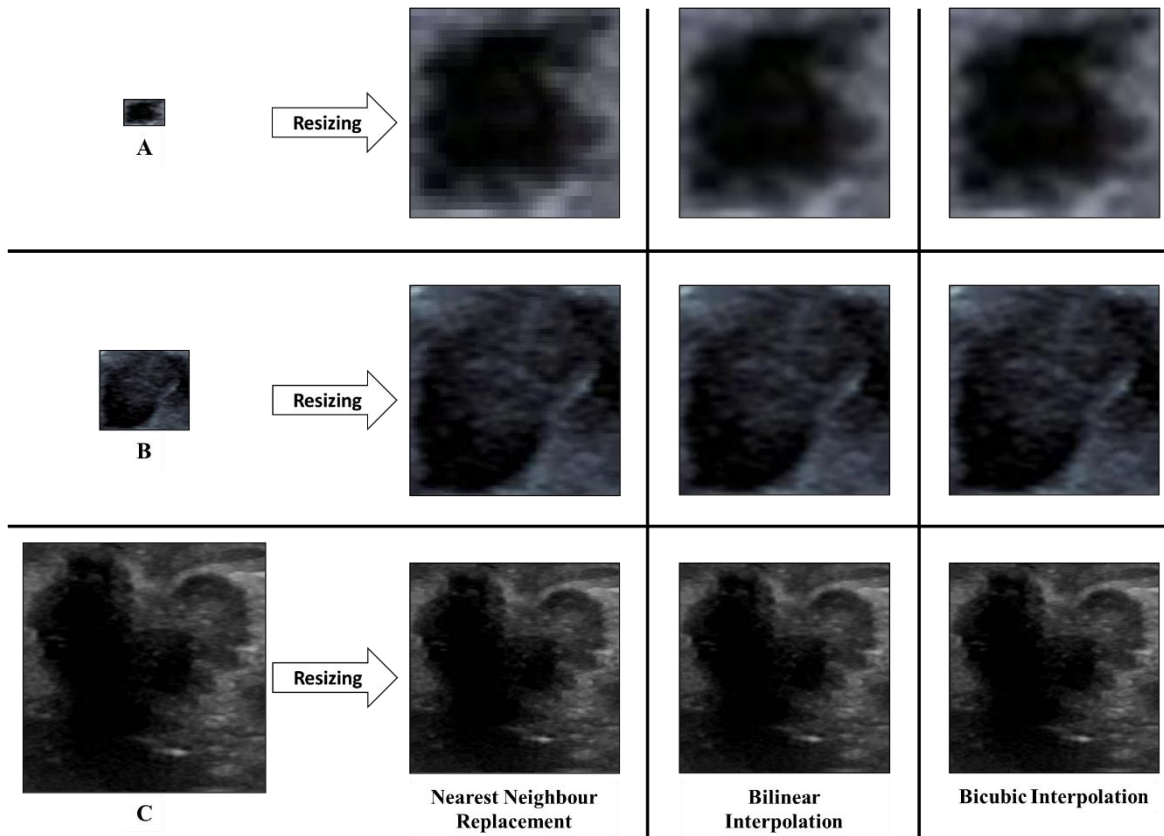 Resizing
A
Resizing
B
Resizing
C
Nearest Neighbour
Replacement
Bilinear
Interpolation
Bicubic Interpolation